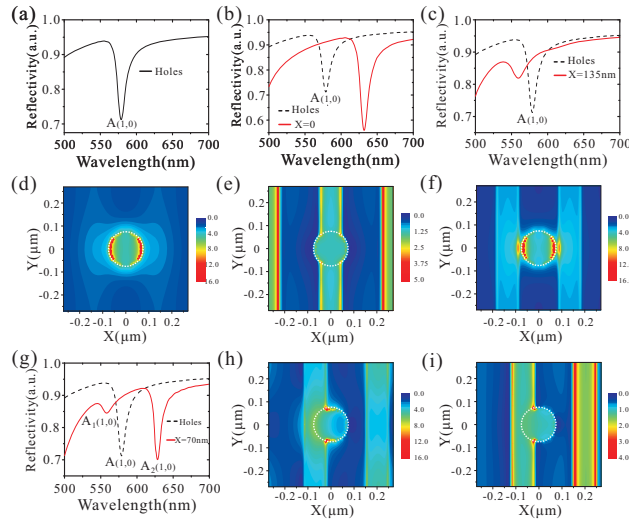 (a)
Reflectivity(a.u.)
1.0
0.9
0.8
0.7
Holes
A(1,0)
500 550 600 650 700
Wavelength(nm)
(b)
Reflectivity(a.u.)
0.9
0.8
0.7
0.6
A(1,0)
Holes
X=0
500 550 600 650 700
Wavelength(nm)
(c)
Reflectivity(a.u.)
1.0
0.9
0.8
0.7
Holes
X=135nm
A(1,0)
500 550 600 650 700
Wavelength(nm)
(d)
Y(μm)
0.2
0.1
0
-0.1
-0.2
-0.2 -0.1 0 0.1 0.2
X(μm)
0.0
4.0
8.0
12.0
16.0
(e)
Y(μm)
0.2
0.1
0
-0.1
-0.2
-0.2 -0.1 0 0.1 0.2
X(μm)
0.0
1.25
2.5
3.75
5.0
(f)
Y(μm)
0.2
0.1
0
-0.1
-0.2
-0.2 -0.1 0 0.1 0.2
X(μm)
0.0
4.0
8.0
12.0
16.0
(g)
Reflectivity(a.u.)
1.0
0.9
0.8
0.7
A1(1,0)
Holes
X=70nm
A(1,0)
A2(1,0)
500 550 600 650 700
Wavelength(nm)
(h)
Y(μm)
0.2
0.1
0
-0.1
-0.2
-0.2 -0.1 0 0.1 0.2
X(μm)
0.0
4.0
8.0
12.0
16.0
(i)
Y(μm)
0.2
0.1
0
-0.1
-0.2
-0.2 -0.1 0 0.1 0.2
X(μm)
0.0
1.0
2.0
3.0
4.0